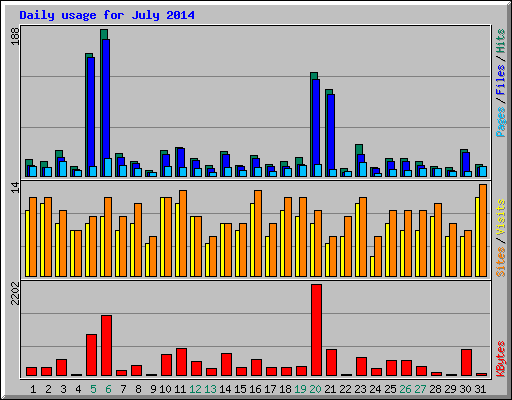 Daily usage for July 2014
188
Pages / Files / Hits
14
Sites / Visits
2202
KBytes
1 2 3 4 5 6 7 8 9 10 11 12 13 14 15 16 17 18 19 20 21 22 23 24 25 26 27 28 29 30 31